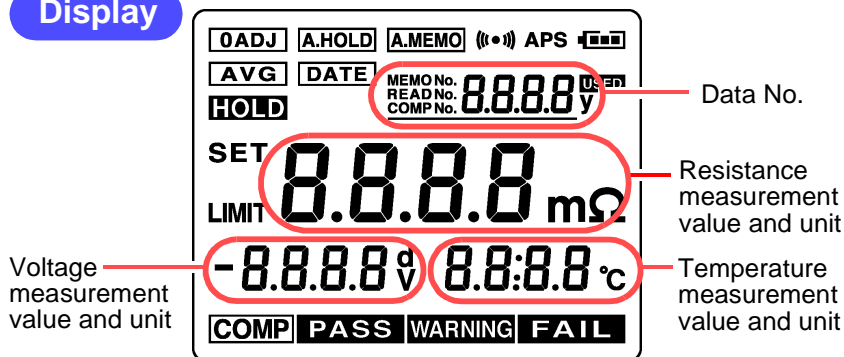 Display
0ADJ A.HOLD A.MEMO APS
AVG DATE MEMO No. USED
READ No.
HOLD COMP No. 8.8.8.8 y
Data No.
SET
8.8.8.8 mΩ
LIMIT
Resistance
measurement
value and unit
Voltage
measurement
value and unit
-8.8.8.8 d
V
8.8:8.8 °C
Temperature
measurement
value and unit
COMP PASS WARNING FAIL